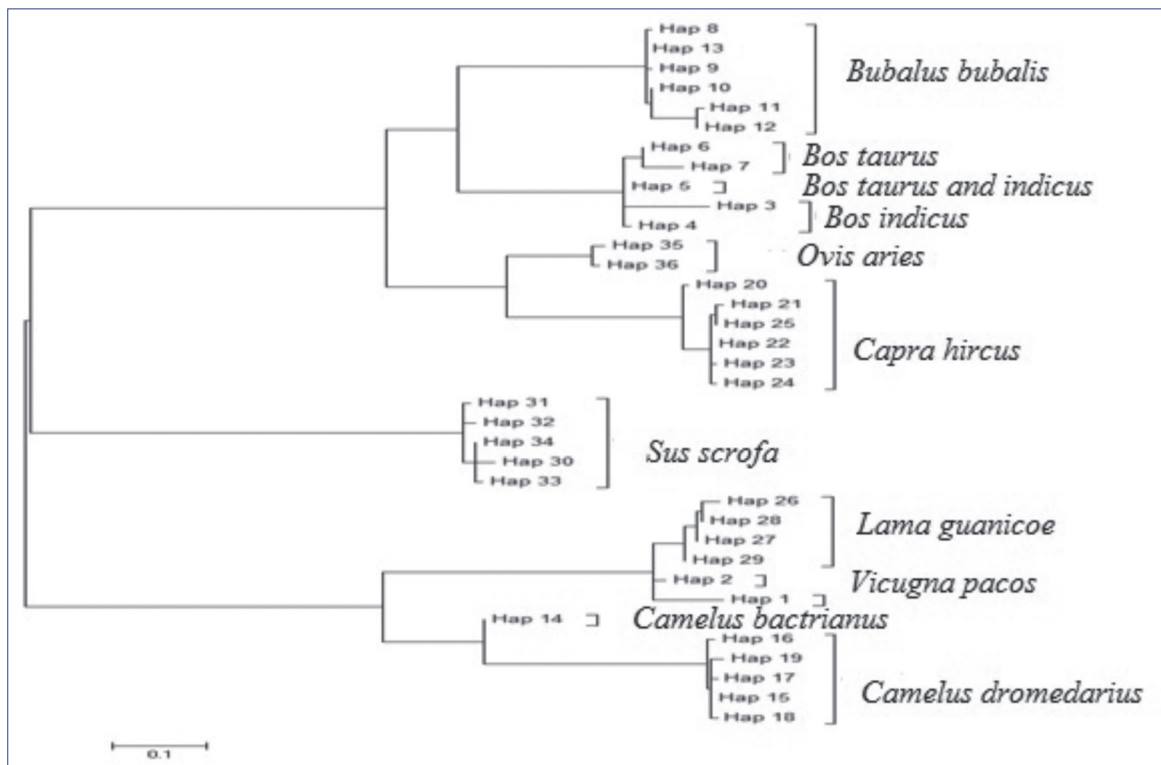 Hap 8
Hap 13
Hap 9
Hap 10
Hap 11
Hap 12
Bubalus bubalis
Hap 6
Hap 7
Bos taurus
Hap 5
Bos taurus and indicus
Hap 3
Hap 4
Bos indicus
Hap 35
Hap 36
Ovis aries
Hap 20
Hap 21
Hap 25
Hap 22
Hap 23
Hap 24
Capra hircus
Hap 31
Hap 32
Hap 34
Hap 30
Hap 33
Sus scrofa
Hap 26
Hap 28
Hap 27
Hap 29
Lama guanicoe
Hap 2
Hap 1
Vicugna pacos
Hap 14
Camelus bactrianus
Hap 16
Hap 19
Hap 17
Hap 15
Hap 18
Camelus dromedarius
0.1